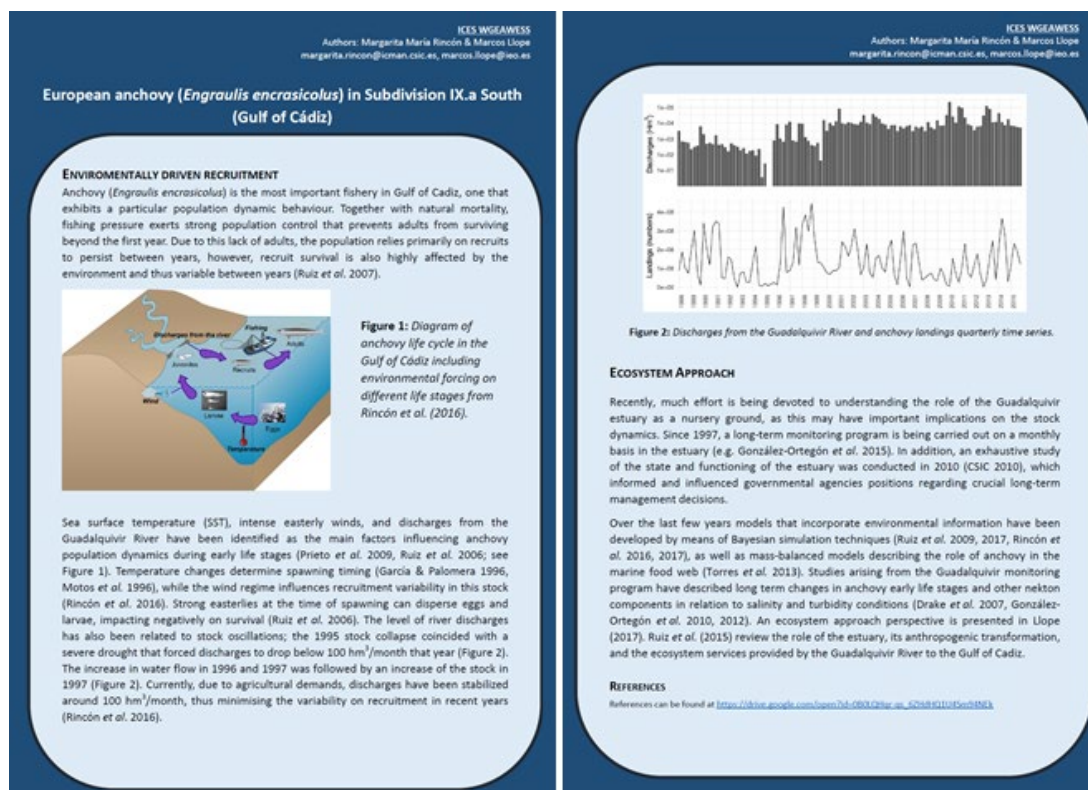 ICES WGEAWESS
Authors: Margarita María Rincón & Marcos Llope
margarita.rincon@icman.csic.es, marcos.llope@ieo.es
European anchovy (Engraulis encrasicolus) in Subdivision IX.a South
(Gulf of Cádiz)
ENVIROMENTALLY DRIVEN RECRUITMENT
Anchovy (Engraulis encrasicolus) is the most important fishery in Gulf of Cadiz, one that
exhibits a particular population dynamic behaviour. Together with natural mortality,
fishing pressure exerts strong population control that prevents adults from surviving
beyond the first year. Due to this lack of adults, the population relies primarily on recruits
to persist between years, however, recruit survival is also highly affected by the
environment and thus variable between years (Ruiz et al. 2007).
Discharges from the river
Fishing
Adults
Juveniles
Recruits
Wind
Larvae
Eggs
Temperature
Figure 1: Diagram of
anchovy life cycle in the
Gulf of Cádiz including
environmental forcing on
different life stages from
Rincón et al. (2016).
Sea surface temperature (SST), intense easterly winds, and discharges from the
Guadalquivir River have been identified as the main factors influencing anchovy
population dynamics during early life stages (Prieto et al. 2009, Ruiz et al. 2006; see
Figure 1). Temperature changes determine spawning timing (García & Palomera 1996,
Motos et al. 1996), while the wind regime influences recruitment variability in this stock
(Rincón et al. 2016). Strong easterlies at the time of spawning can disperse eggs and
larvae, impacting negatively on survival (Ruiz et al. 2006). The level of river discharges
has also been related to stock oscillations; the 1995 stock collapse coincided with a
severe drought that forced discharges to drop below 100 hm³/month that year (Figure 2).
The increase in water flow in 1996 and 1997 was followed by an increase of the stock in
1997 (Figure 2). Currently, due to agricultural demands, discharges have been stabilized
around 100 hm³/month, thus minimising the variability on recruitment in recent years
(Rincón et al. 2016).
ICES WGEAWESS
Authors: Margarita María Rincón & Marcos Llope
margarita.rincon@icman.csic.es, marcos.llope@ieo.es
Discharges (Hm³)
Landings (numbers)
Figure 2: Discharges from the Guadalquivir River and anchovy landings quarterly time series.
ECOSYSTEM APPROACH
Recently, much effort is being devoted to understanding the role of the Guadalquivir
estuary as a nursery ground, as this may have important implications on the stock
dynamics. Since 1997, a long-term monitoring program is being carried out on a monthly
basis in the estuary (e.g. González-Ortegón et al. 2015). In addition, an exhaustive study
of the state and functioning of the estuary was conducted in 2010 (CSIC 2010), which
informed and influenced governmental agencies positions regarding crucial long-term
management decisions.
Over the last few years models that incorporate environmental information have been
developed by means of Bayesian simulation techniques (Ruiz et al. 2009, 2017, Rincón et
al. 2016, 2017), as well as mass-balanced models describing the role of anchovy in the
marine food web (Torres et al. 2013). Studies arising from the Guadalquivir monitoring
program have described long term changes in anchovy early life stages and other nekton
components in relation to salinity and turbidity conditions (Drake et al. 2007, González-
Ortegón et al. 2010, 2012). An ecosystem approach perspective is presented in Llope
(2017). Ruiz et al. (2015) review the role of the estuary, its anthropogenic transformation,
and the ecosystem services provided by the Guadalquivir River to the Gulf of Cadiz.
REFERENCES
References can be found at